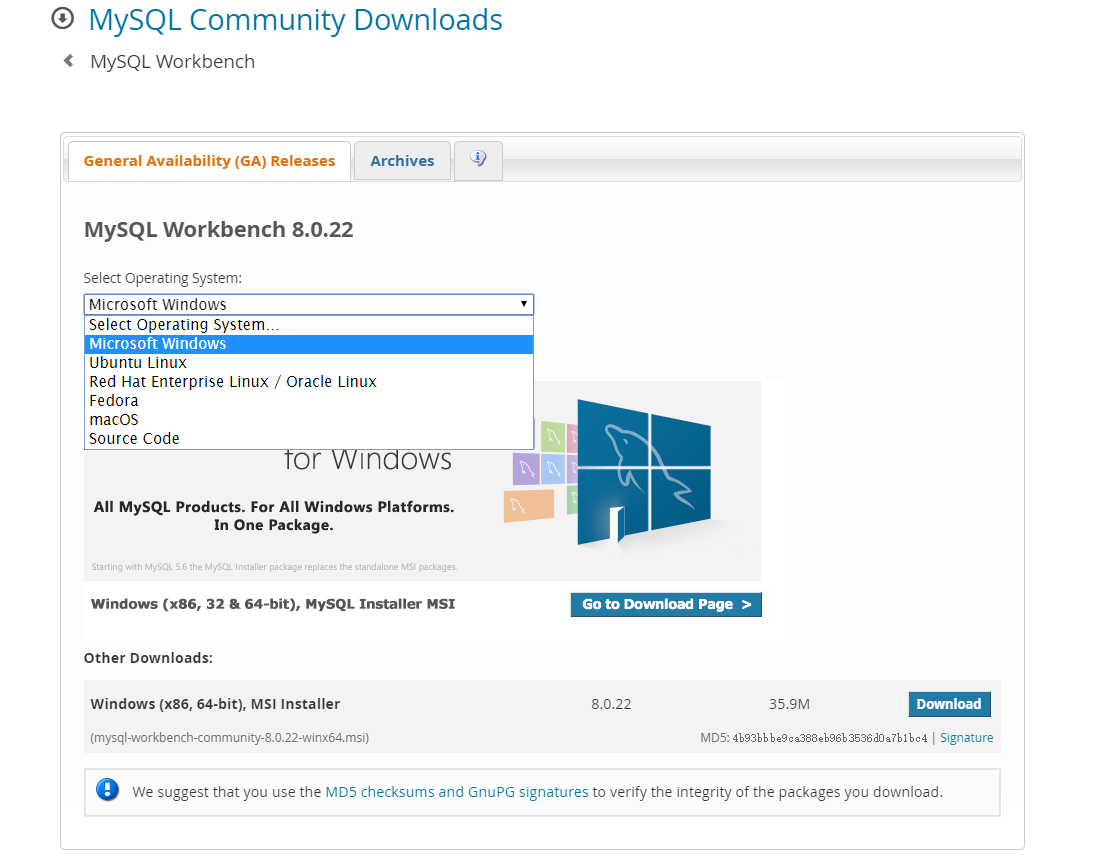 MySQL Community Downloads
MySQL Workbench
General Availability (GA) Releases
Archives
MySQL Workbench 8.0.22
Select Operating System:
Microsoft Windows
Select Operating System…
Microsoft Windows
Ubuntu Linux
Red Hat Enterprise Linux / Oracle Linux
Fedora
macOS
Source Code
for Windows
All MySQL Products. For All Windows Platforms.
In One Package.
Starting with MySQL 5.6 the MySQL Installer package replaces the standalone MSI packages.
Windows (x86, 32 & 64-bit), MySQL Installer MSI
Go to Download Page >
Other Downloads:
Windows (x86, 64-bit), MSI Installer 8.0.22 35.9M Download
(mysql-workbench-community-8.0.22-winx64.msi) MD5: 4b93bbbe9ca388eb96b3536d0a7b1bc4 | Signature
We suggest that you use the MD5 checksums and GnuPG signatures to verify the integrity of the packages you download.